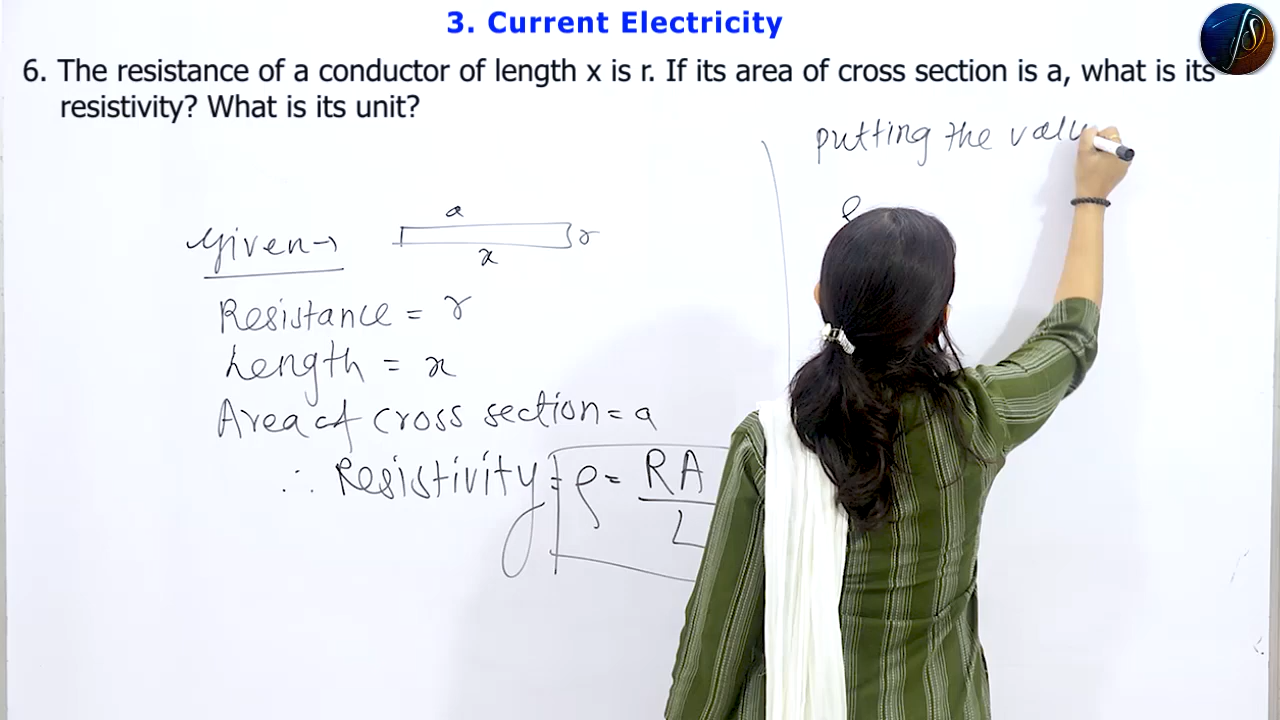 3. Current Electricity
6. The resistance of a conductor of length x is r. If its area of cross section is a, what is its
resistivity? What is its unit?
putting the valu
ρ
a
Given→
r
x
Resistance = r
Length = x
Area of cross section = a
∴ Resistivity = ρ = RA
L